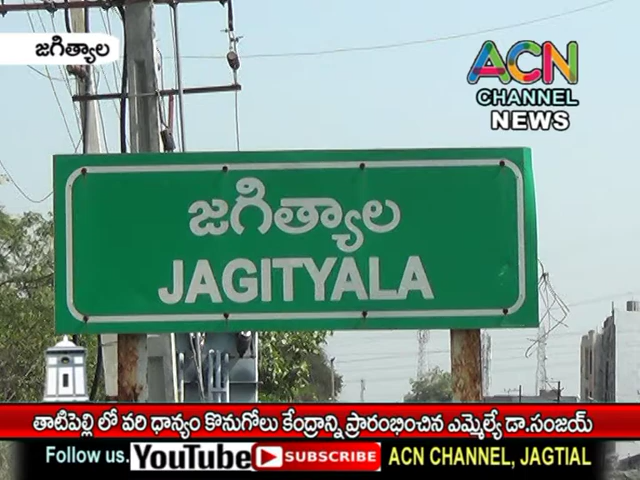 జగిత్యాల
ACN
CHANNEL
NEWS
జగిత్యాల
JAGITYALA
తాటిపెల్లి లో వరి ధాన్యం కొనుగోలు కేంద్రాన్ని ప్రారంభించిన ఎమ్మెల్యే డా.సంజయ్
Follow us. YouTube SUBSCRIBE ACN CHANNEL, JAGTIAL